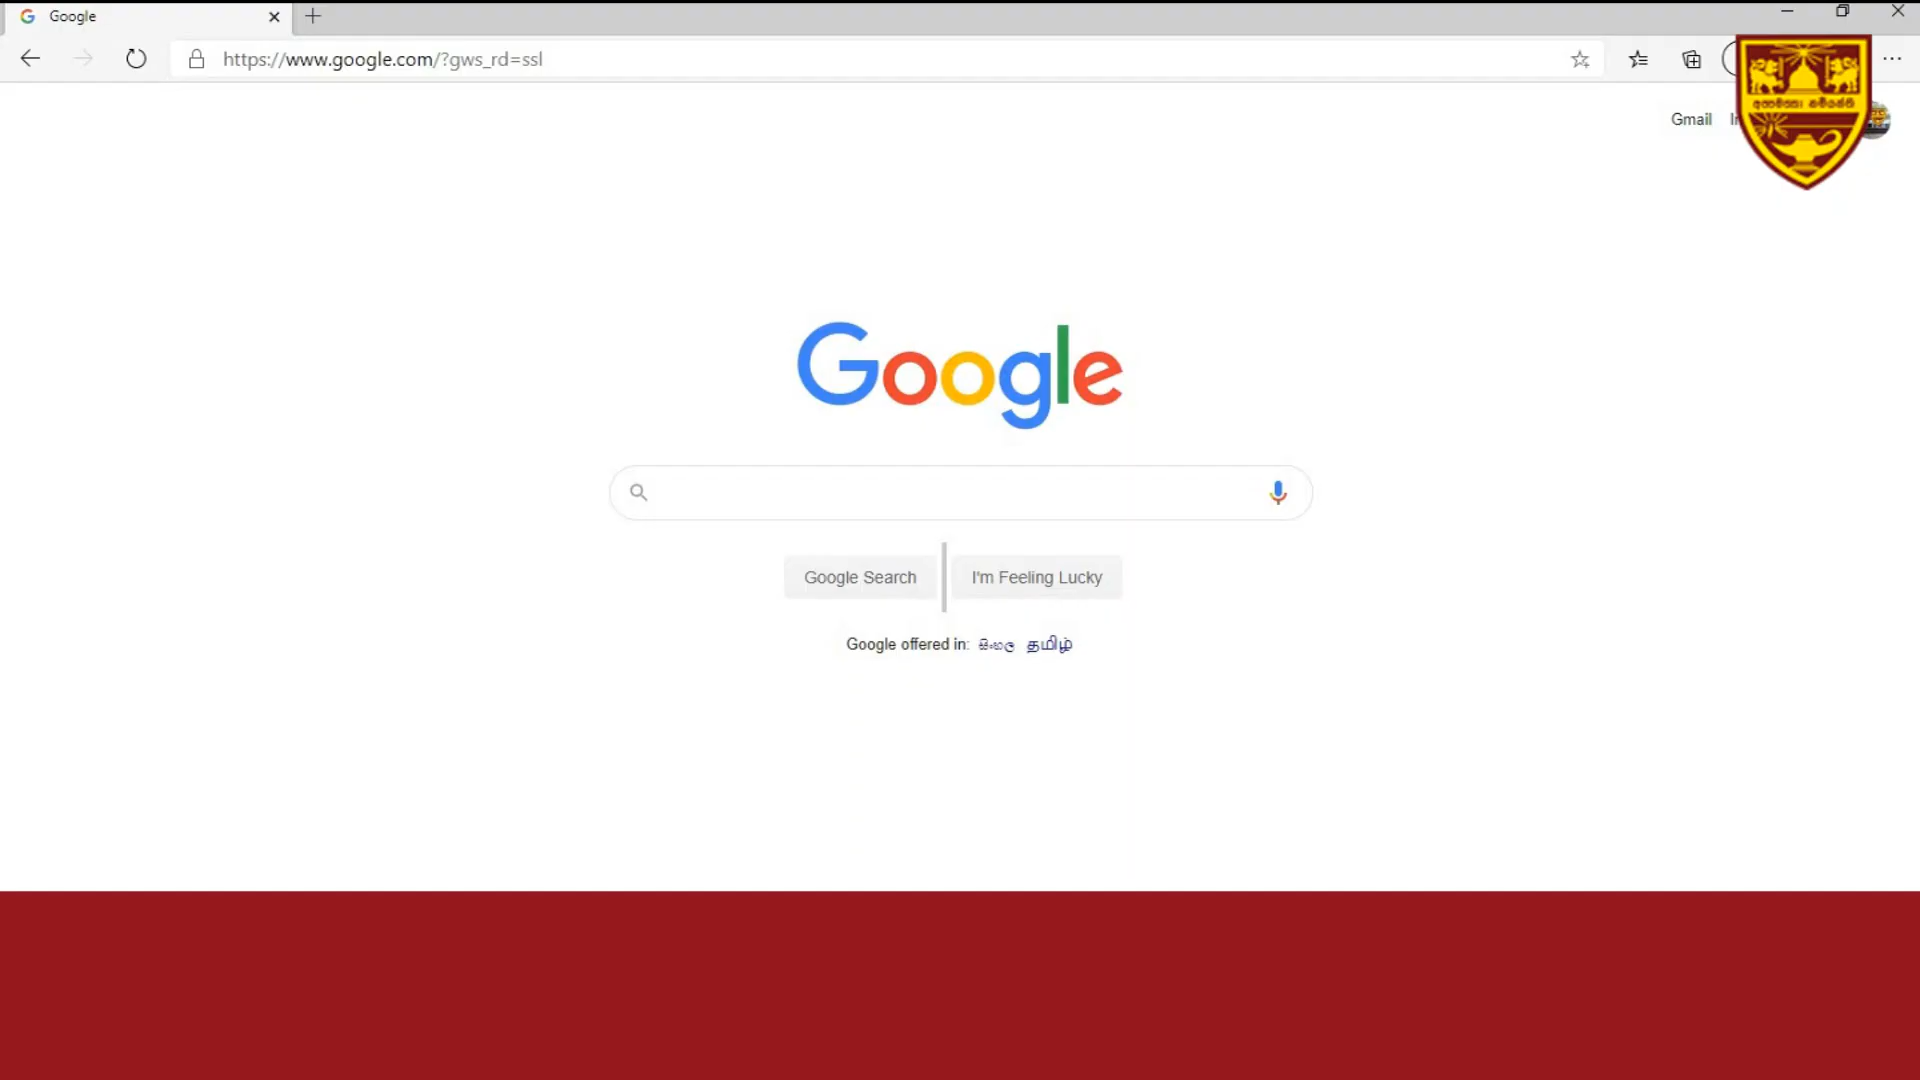 Google
https://www.google.com/?gws_rd=ssl
Gmail
Google
Google Search
I'm Feeling Lucky
Google offered in: සිංහල தமிழ்